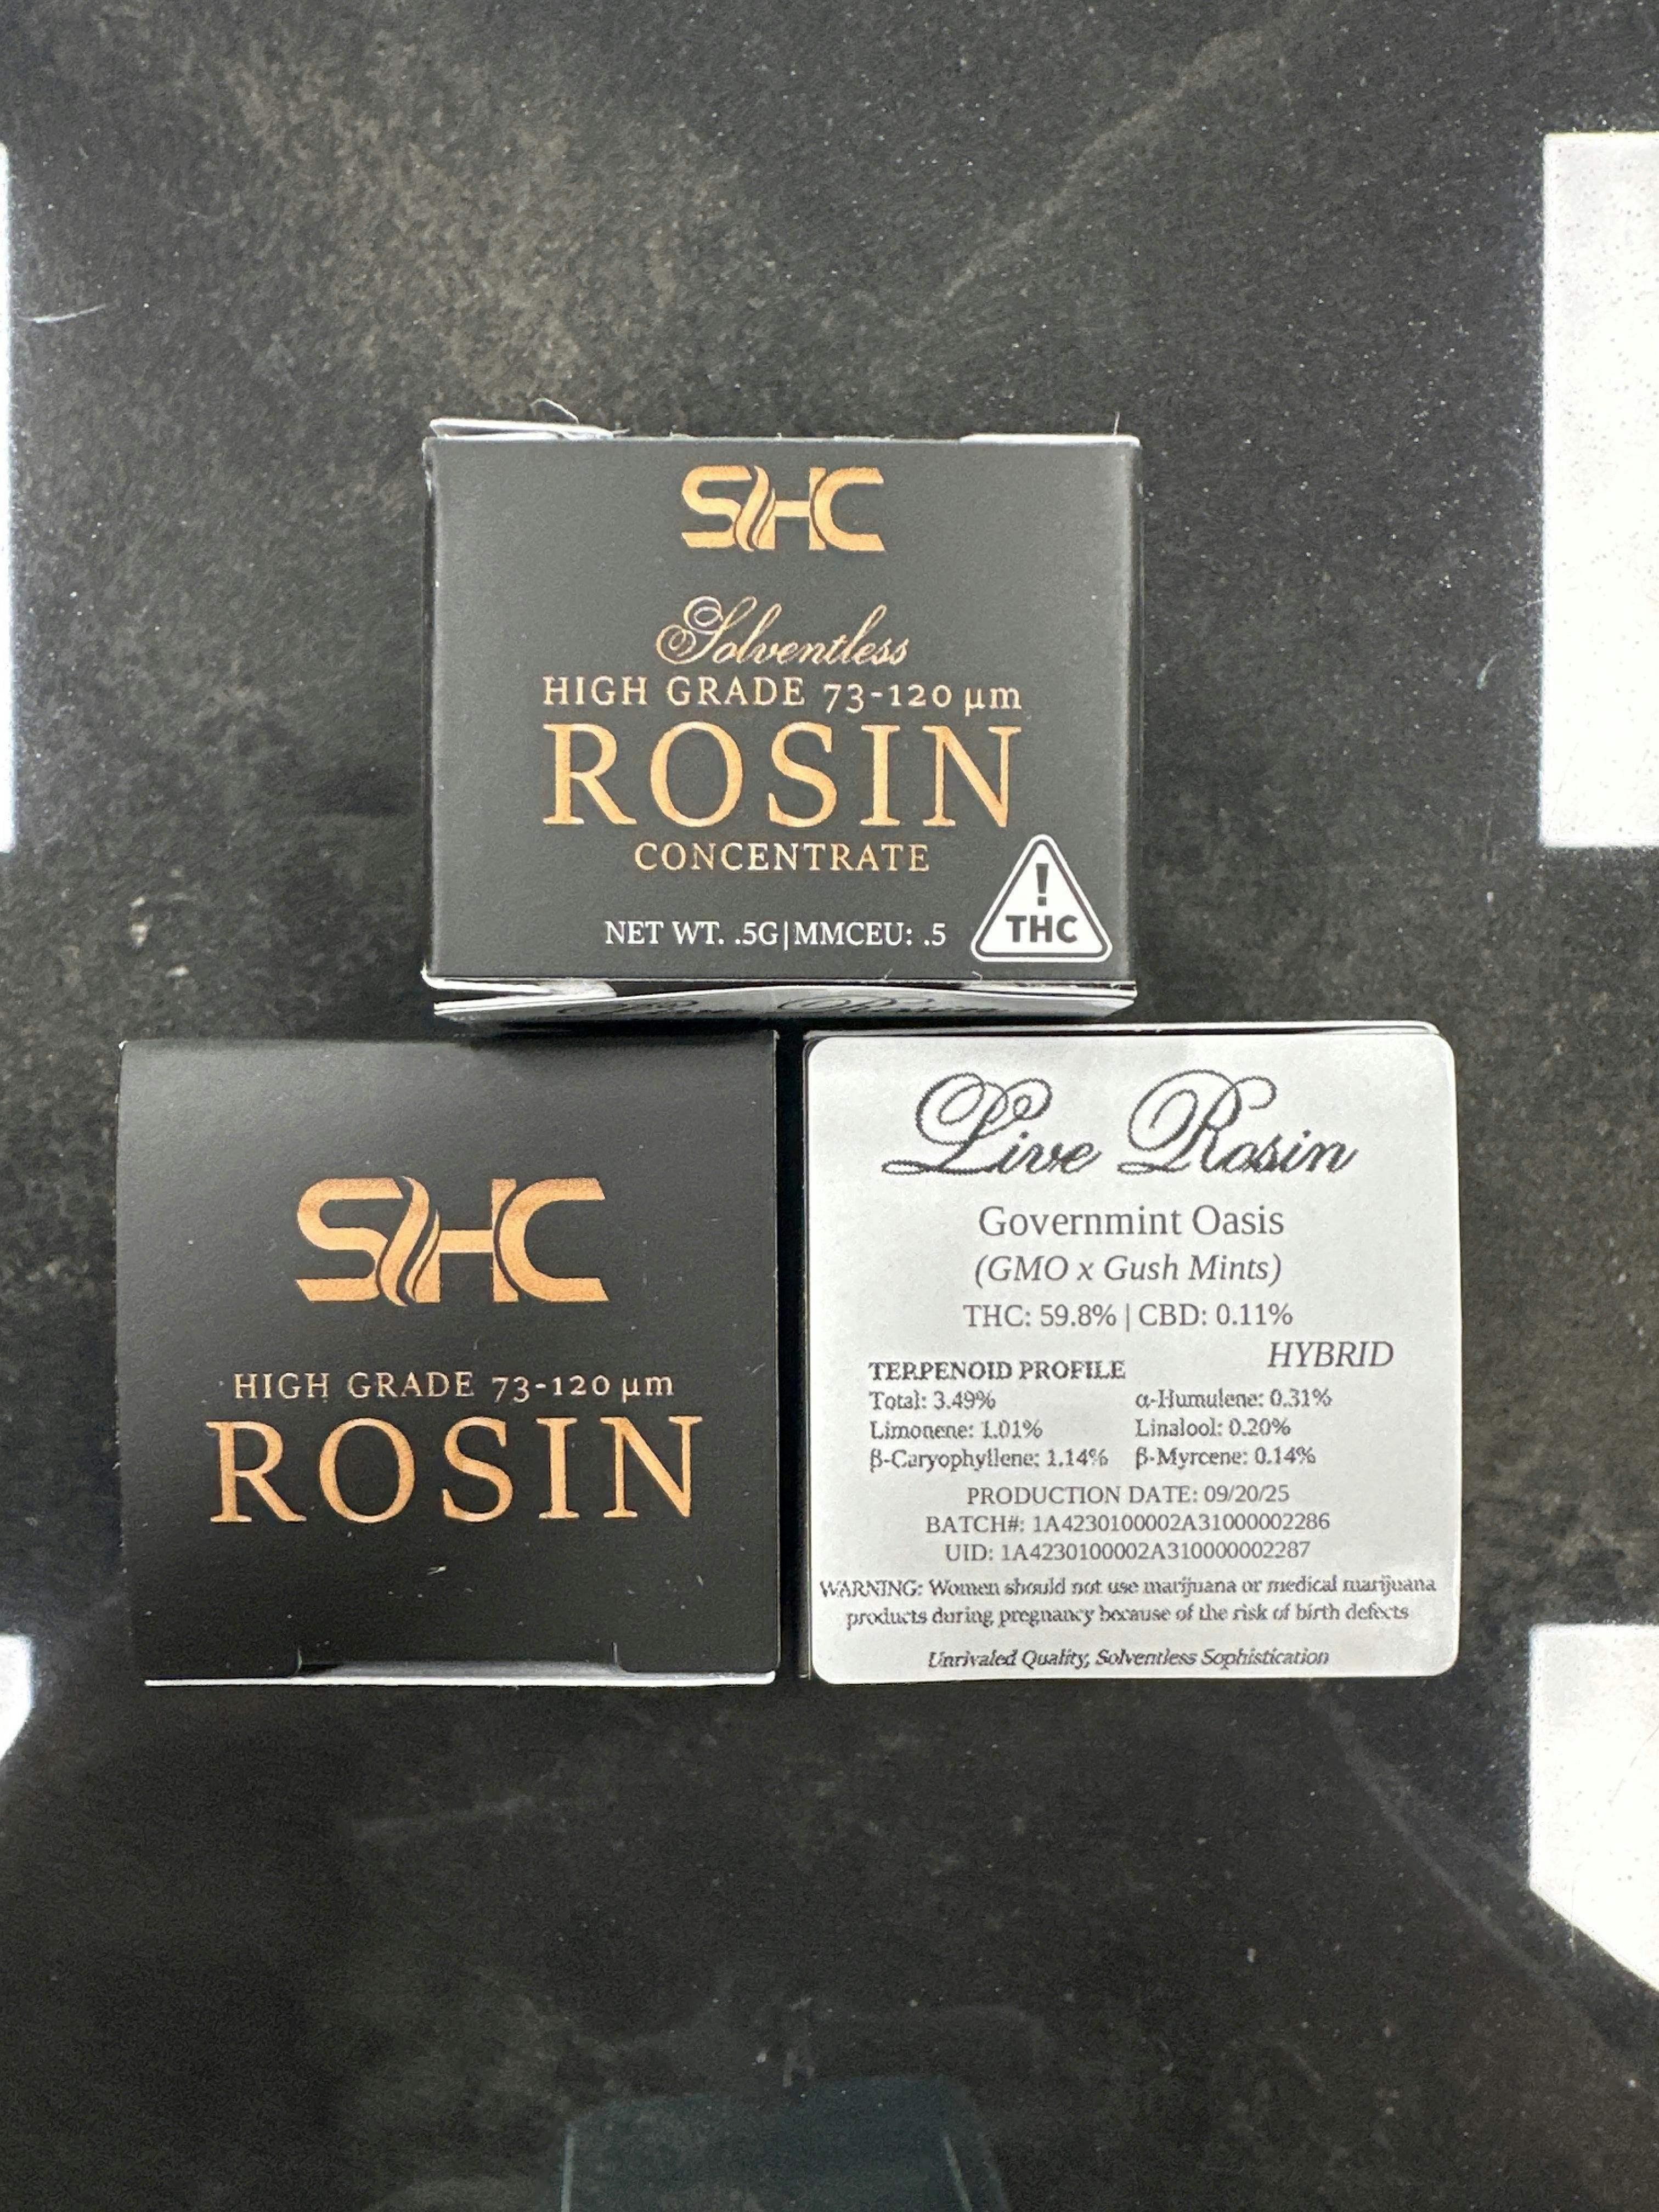 SHC
Solventless
HIGH GRADE 73-120 µm
ROSIN
CONCENTRATE
NET WT. .5G|MMCEU: .5
!
THC
Live Rosin
SHC
HIGH GRADE 73-120 µm
ROSIN
Live Rosin
Governmint Oasis
(GMO x Gush Mints)
THC: 59.8% | CBD: 0.11%
HYBRID
TERPENOID PROFILE
Total: 3.49% α-Humulene: 0.31%
Limonene: 1.01% Linalool: 0.20%
β-Caryophyllene: 1.14% β-Myrcene: 0.14%
PRODUCTION DATE: 09/20/25
BATCH#: 1A4230100002A31000002286
UID: 1A4230100002A310000002287
WARNING: Women should not use marijuana or medical marijuana
products during pregnancy because of the risk of birth defects
Unrivaled Quality, Solventless Sophistication